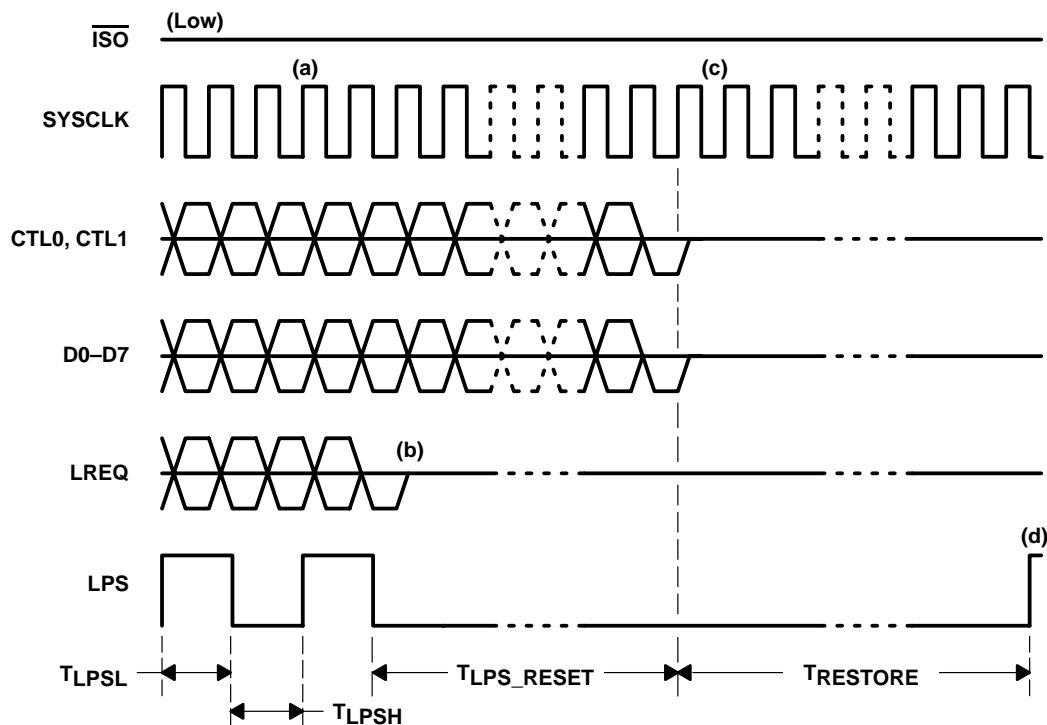 (Low)
ISO
(a)
(c)
SYSCLK
CTL0, CTL1
D0–D7
(b)
LREQ
(d)
LPS
TLPSL
TLPS_RESET
TRESTORE
TLPSH